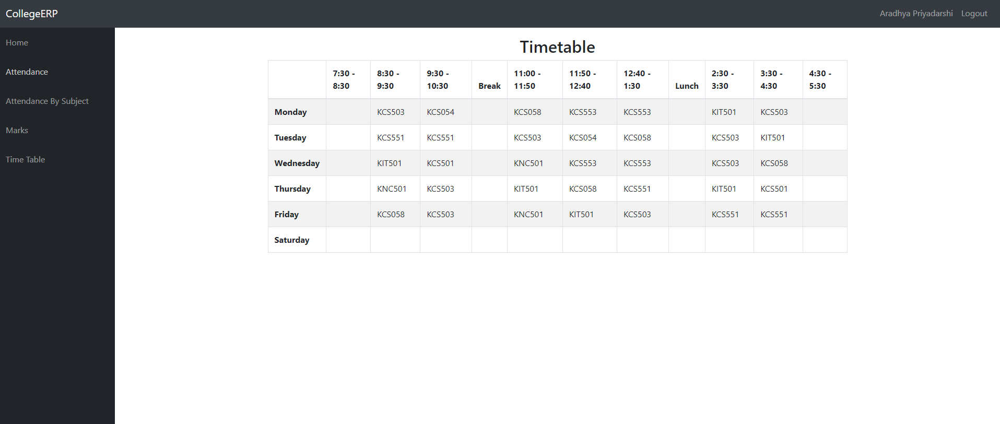 CollegeERP Aradhya Priyadarshi Logout
Home
Attendance
Attendance By Subject
Marks
Time Table
Timetable
7:30 - 8:30 8:30 - 9:30 9:30 - 10:30 Break 11:00 - 11:50 11:50 - 12:40 12:40 - 1:30 Lunch 2:30 - 3:30 3:30 - 4:30 4:30 - 5:30
Monday KCS503 KCS054 KCS058 KCS553 KCS553 KIT501 KCS503
Tuesday KCS551 KCS551 KCS503 KCS054 KCS058 KCS503 KIT501
Wednesday KIT501 KCS501 KNC501 KCS553 KCS553 KCS503 KCS058
Thursday KNC501 KCS503 KIT501 KCS058 KCS551 KIT501 KCS501
Friday KCS058 KCS503 KNC501 KIT501 KCS503 KCS551 KCS551
Saturday